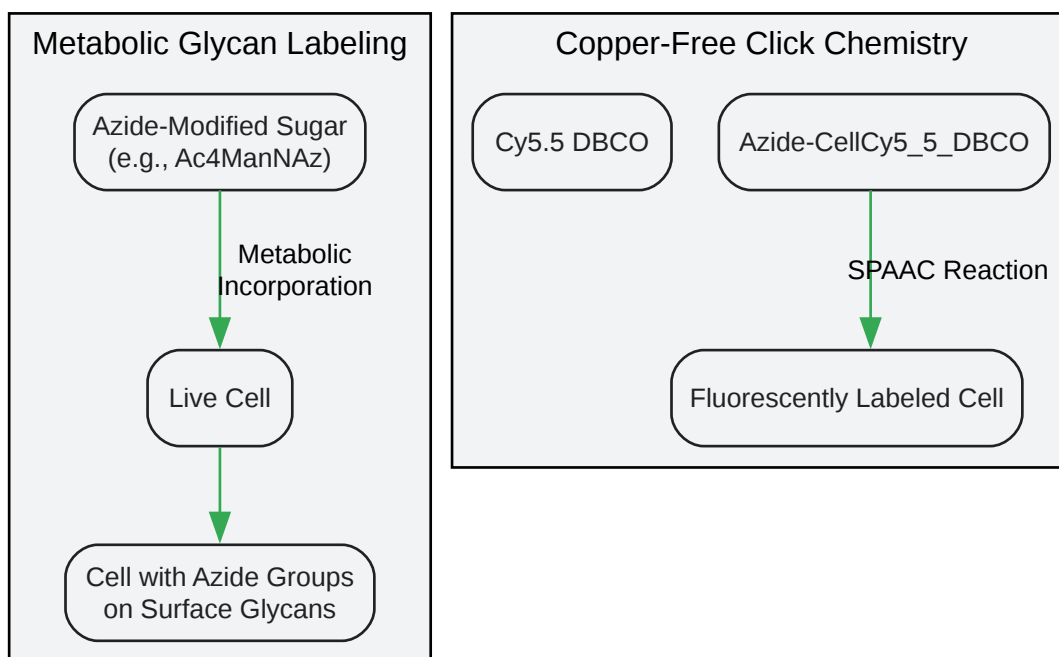 Metabolic Glycan Labeling
Azide-Modified Sugar
(e.g., Ac4ManNAz)
Metabolic
Incorporation
Live Cell
Cell with Azide Groups
on Surface Glycans
Copper-Free Click Chemistry
Cy5.5 DBCO
Azide-CellCy5_5_DBCO
SPAAC Reaction
Fluorescently Labeled Cell